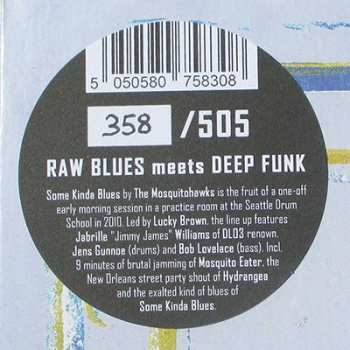 5 050580 758308
358 /505
RAW BLUES meets DEEP FUNK
Some Kinda Blues by The Mosquitohawks is the fruit of a one-off
early morning session in a practice room at the Seattle Drum
School in 2010. Led by Lucky Brown, the line up features
Jabrille "Jimmy James" Williams of DLO3 renown,
Jens Gunnoe (drums) and Bob Lovelace (bass). Incl.
9 minutes of brutal jamming of Mosquito Eater, the
New Orleans street party shout of Hydrangea
and the exalted kind of blues of
Some Kinda Blues.